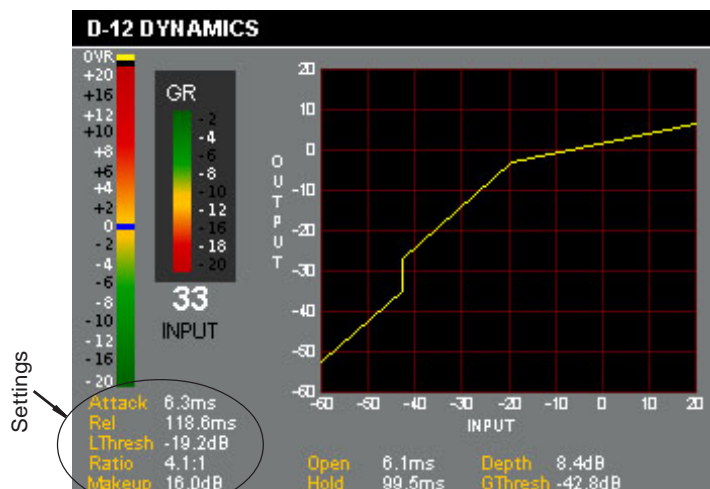 D-12 DYNAMICS
OVR
+20
+16
+12
+10
+8
+6
+4
+2
0
-2
-4
-6
-8
-10
-12
-16
-20
GR
-2
-4
-6
-8
-10
-12
-16
-18
-20
33
INPUT
OUTPUT
20
10
0
-10
-20
-30
-40
-50
-60
-60 -50 -40 -30 -20 -10 0 10 20
INPUT
Settings
Attack 6.3ms
Rel 118.6ms
LThresh -19.2dB
Ratio 4.1:1
Makeup 16.0dB
Open 6.1ms Depth 8.4dB
Hold 99.5ms GThresh -42.8dB